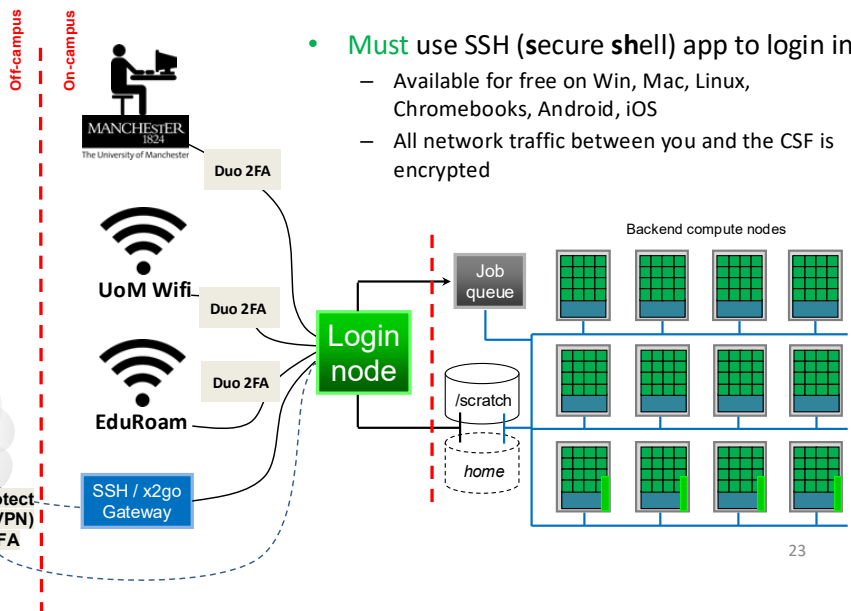 Off-campus
On-campus
• Must use SSH (secure shell) app to login in
– Available for free on Win, Mac, Linux,
Chromebooks, Android, iOS
– All network traffic between you and the CSF is
encrypted
MANCHESTER
1824
The University of Manchester
Duo 2FA
UoM Wifi
Duo 2FA
EduRoam
Duo 2FA
SSH / x2go
Gateway
Login
node
Job
queue
/scratch
home
Backend compute nodes
otect
VPN)
FA
23